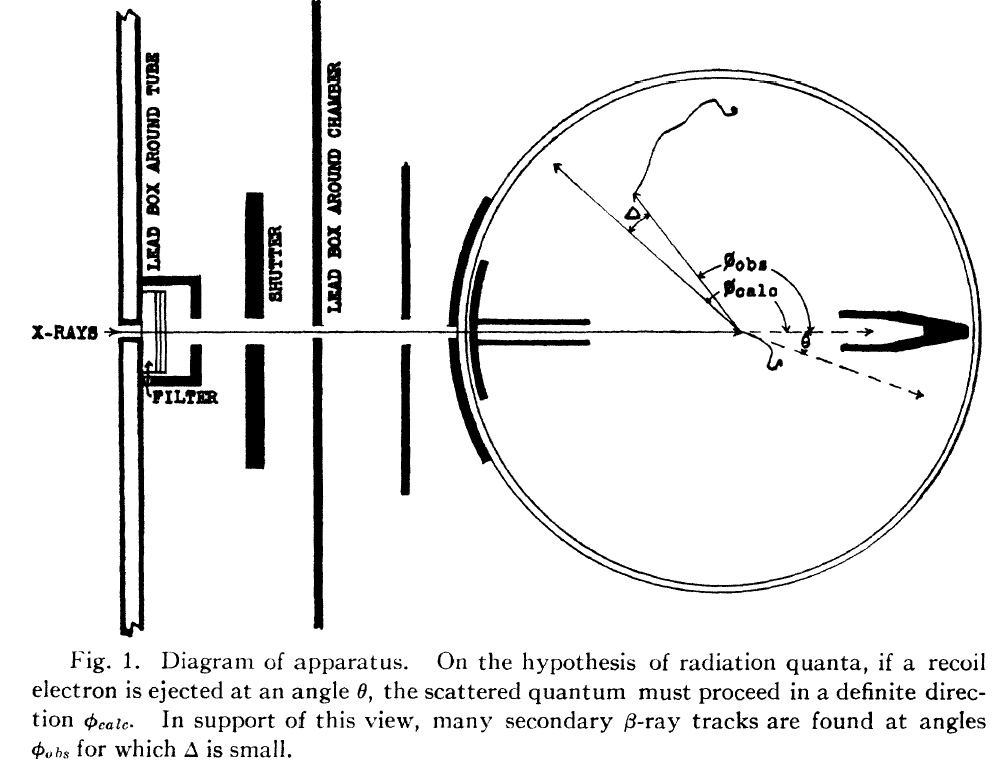 LEAD BOX AROUND TUBE
SHUTTER
LEAD BOX AROUND CHAMBER
X-RAYS
FILTER
Δ
Øobs
Øcalc
θ
Fig. 1. Diagram of apparatus. On the hypothesis of radiation quanta, if a recoil
electron is ejected at an angle θ, the scattered quantum must proceed in a definite direc-
tion ϕcalc. In support of this view, many secondary β-ray tracks are found at angles
ϕobs for which Δ is small.